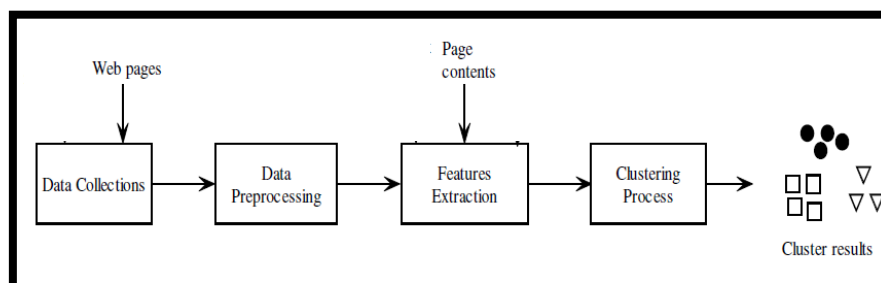 Web pages
Page
contents
Data Collections
Data
Preprocessing
Features
Extraction
Clustering
Process
Cluster results